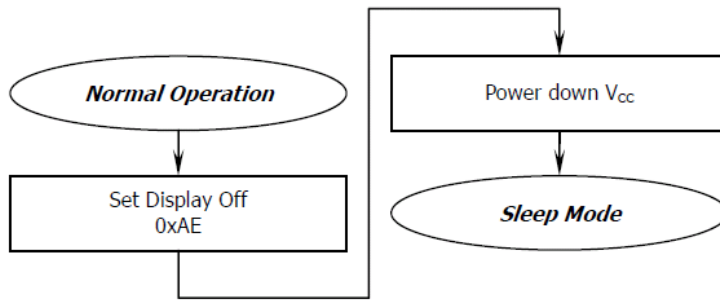 Normal Operation
Set Display Off
0xAE
Power down Vcc
Sleep Mode